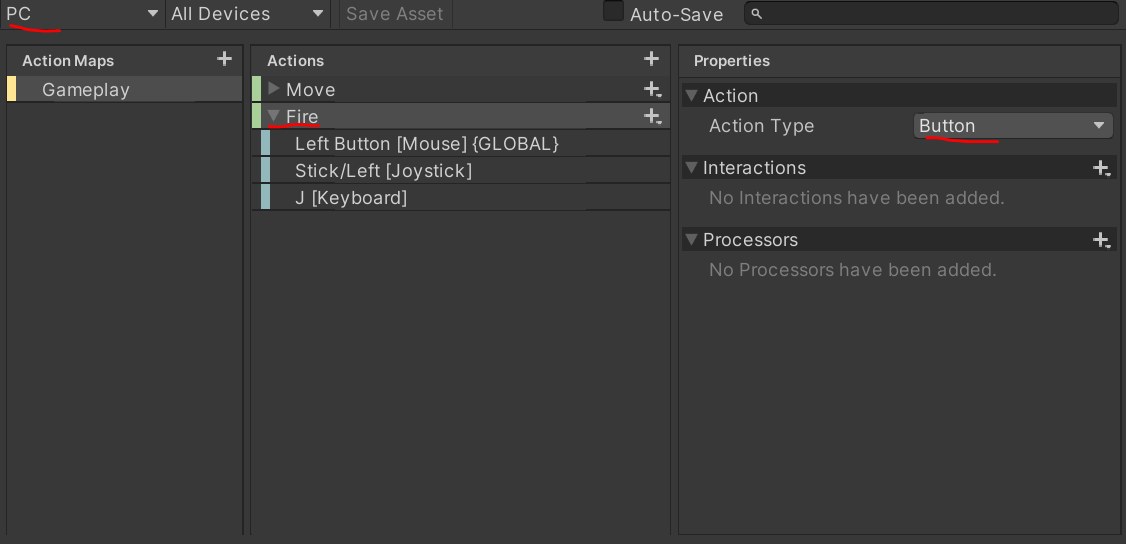 PC All Devices Save Asset Auto-Save
Action Maps Actions Properties
Gameplay Move Action
Fire Action Type Button
Left Button [Mouse] {GLOBAL}
Stick/Left [Joystick] Interactions
J [Keyboard] No Interactions have been added.
Processors
No Processors have been added.